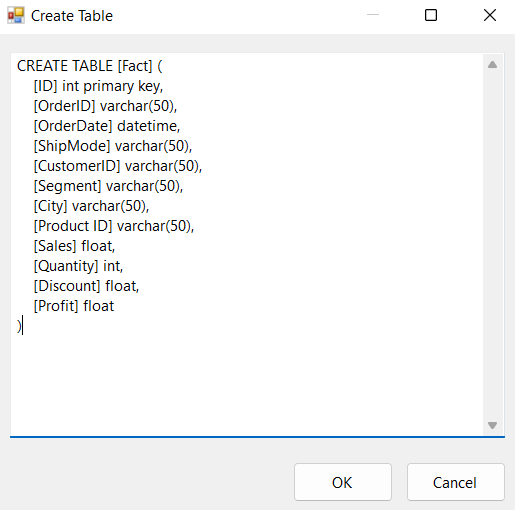 Create Table
CREATE TABLE [Fact] (
    [ID] int primary key,
    [OrderID] varchar(50),
    [OrderDate] datetime,
    [ShipMode] varchar(50),
    [CustomerID] varchar(50),
    [Segment] varchar(50),
    [City] varchar(50),
    [Product ID] varchar(50),
    [Sales] float,
    [Quantity] int,
    [Discount] float,
    [Profit] float
)
OK Cancel